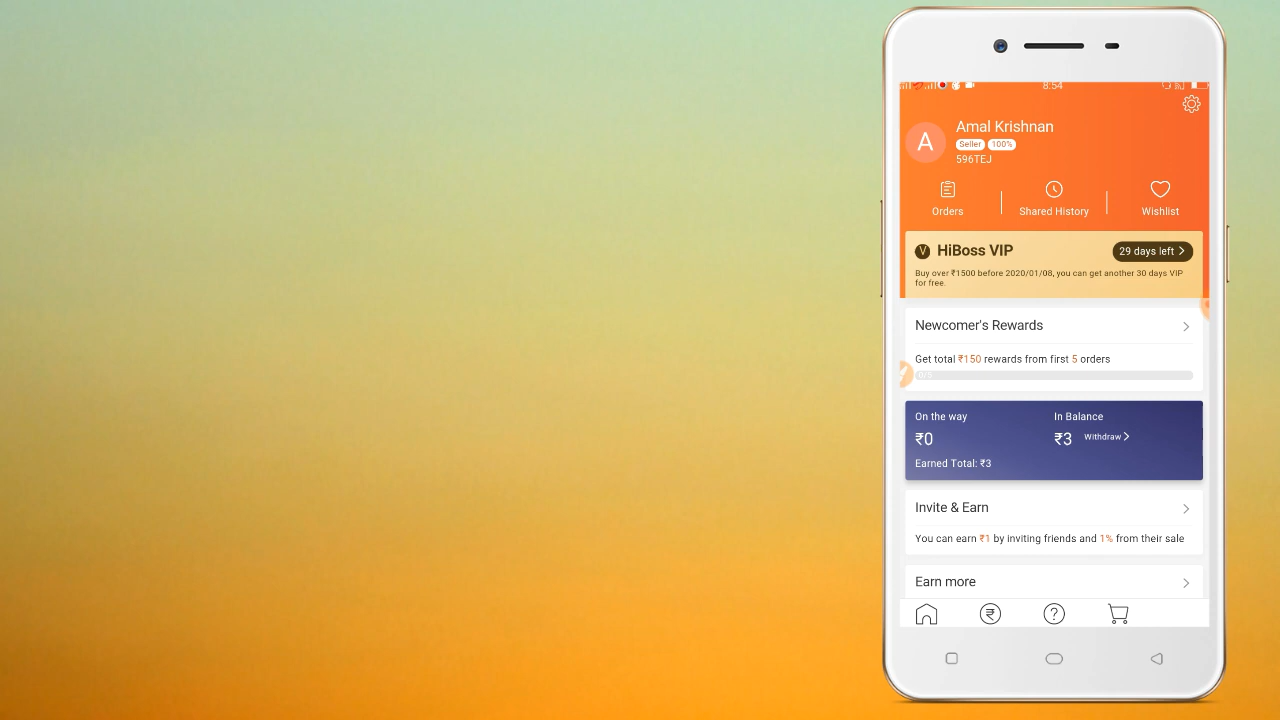 8:54
A
Amal Krishnan
Seller 100%
596TEJ
Orders
Shared History
Wishlist
V HiBoss VIP
29 days left
Buy over ₹1500 before 2020/01/08, you can get another 30 days VIP
for free.
Newcomer's Rewards
Get total ₹150 rewards from first 5 orders
On the way
In Balance
₹0
₹3 Withdraw
Earned Total: ₹3
Invite & Earn
You can earn ₹1 by inviting friends and 1% from their sale
Earn more
₹
?